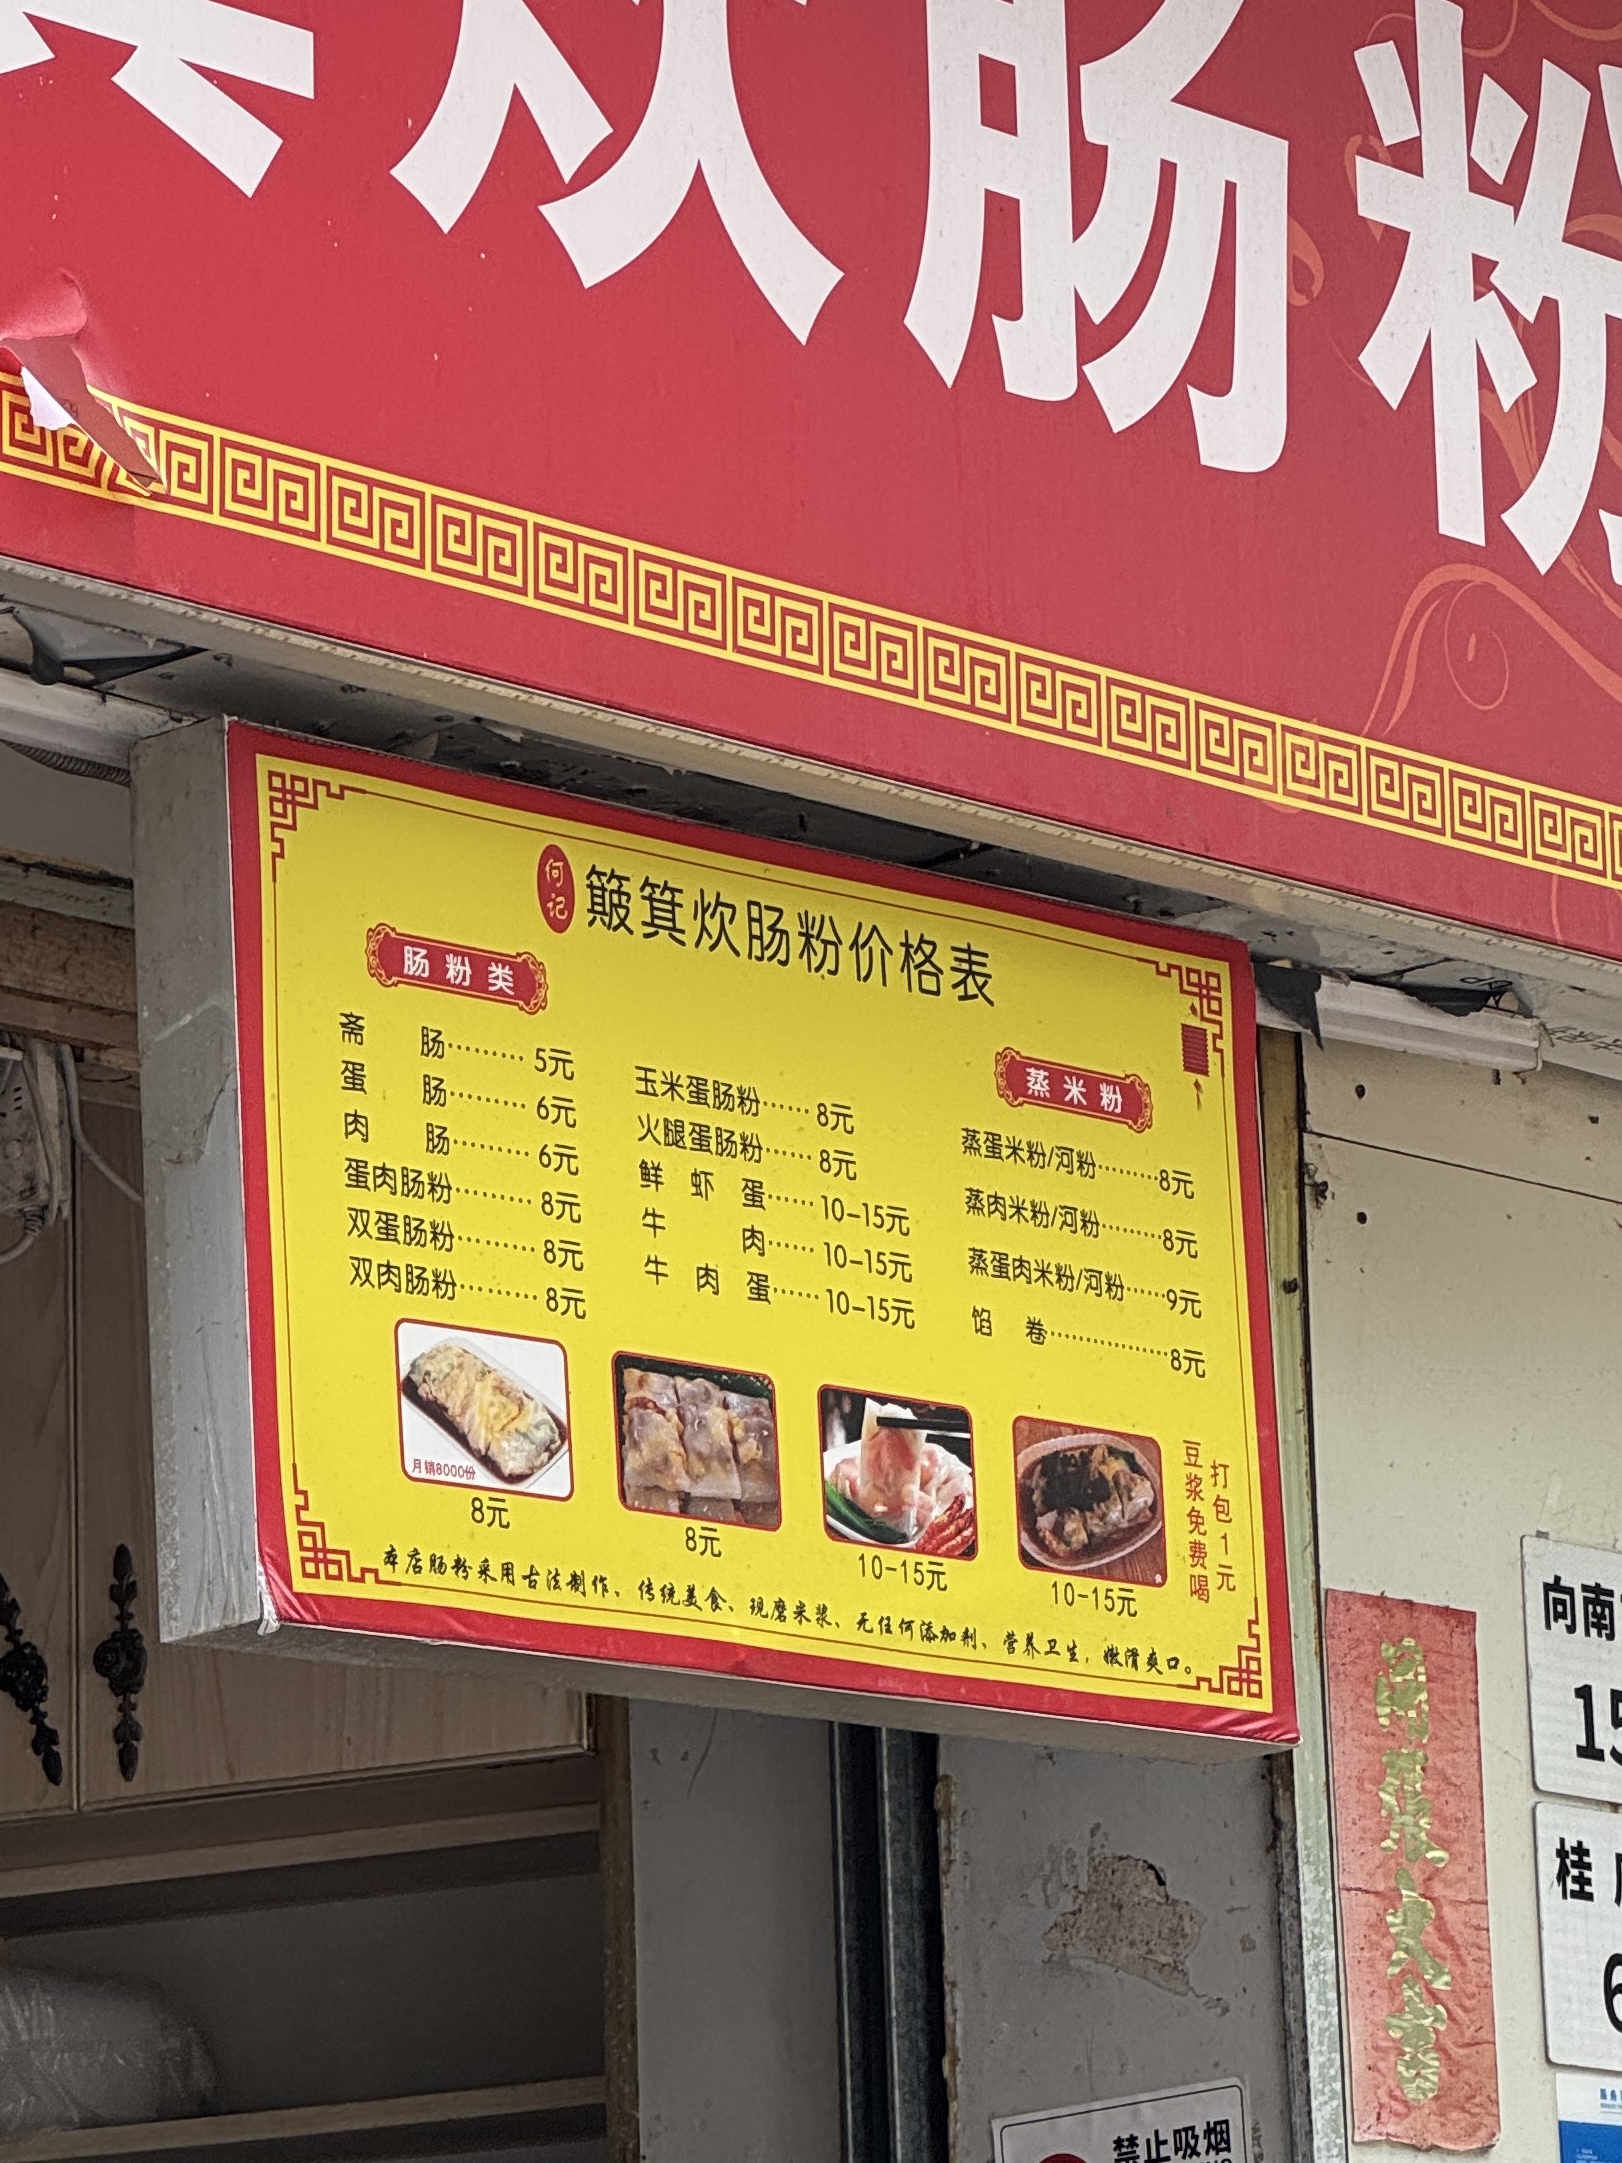 炊肠粉
何记
簸箕炊肠粉价格表
肠粉类
斋 肠········· 5元
蛋 肠········· 6元
肉 肠········· 6元
蛋肉肠粉········· 8元
双蛋肠粉········· 8元
双肉肠粉········· 8元
玉米蛋肠粉······ 8元
火腿蛋肠粉······ 8元
鲜 虾 蛋······ 10-15元
牛 肉······ 10-15元
牛 肉 蛋······ 10-15元
蒸米粉
蒸蛋米粉/河粉·········8元
蒸肉米粉/河粉·········8元
蒸蛋肉米粉/河粉······9元
馅 卷···············8元
月销8000份
8元
8元
10-15元
10-15元
打包1元
豆浆免费喝
本店肠粉采用古法制作、传统美食、现磨米浆、无任何添加剂、营养卫生，嫩滑爽口。
开张大吉
向南
15
桂
6
禁止吸烟